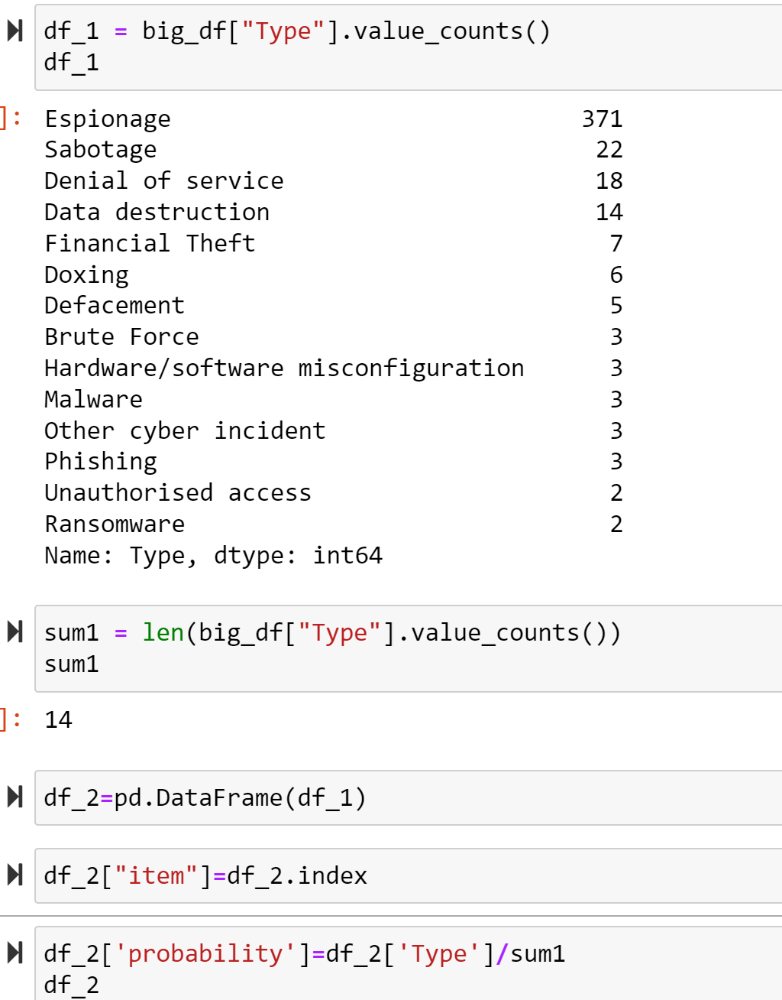 df_1 = big_df["Type"].value_counts()
df_1
]: Espionage 371
Sabotage 22
Denial of service 18
Data destruction 14
Financial Theft 7
Doxing 6
Defacement 5
Brute Force 3
Hardware/software misconfiguration 3
Malware 3
Other cyber incident 3
Phishing 3
Unauthorised access 2
Ransomware 2
Name: Type, dtype: int64
sum1 = len(big_df["Type"].value_counts())
sum1
]: 14
df_2=pd.DataFrame(df_1)
df_2["item"]=df_2.index
df_2['probability']=df_2['Type']/sum1
df_2